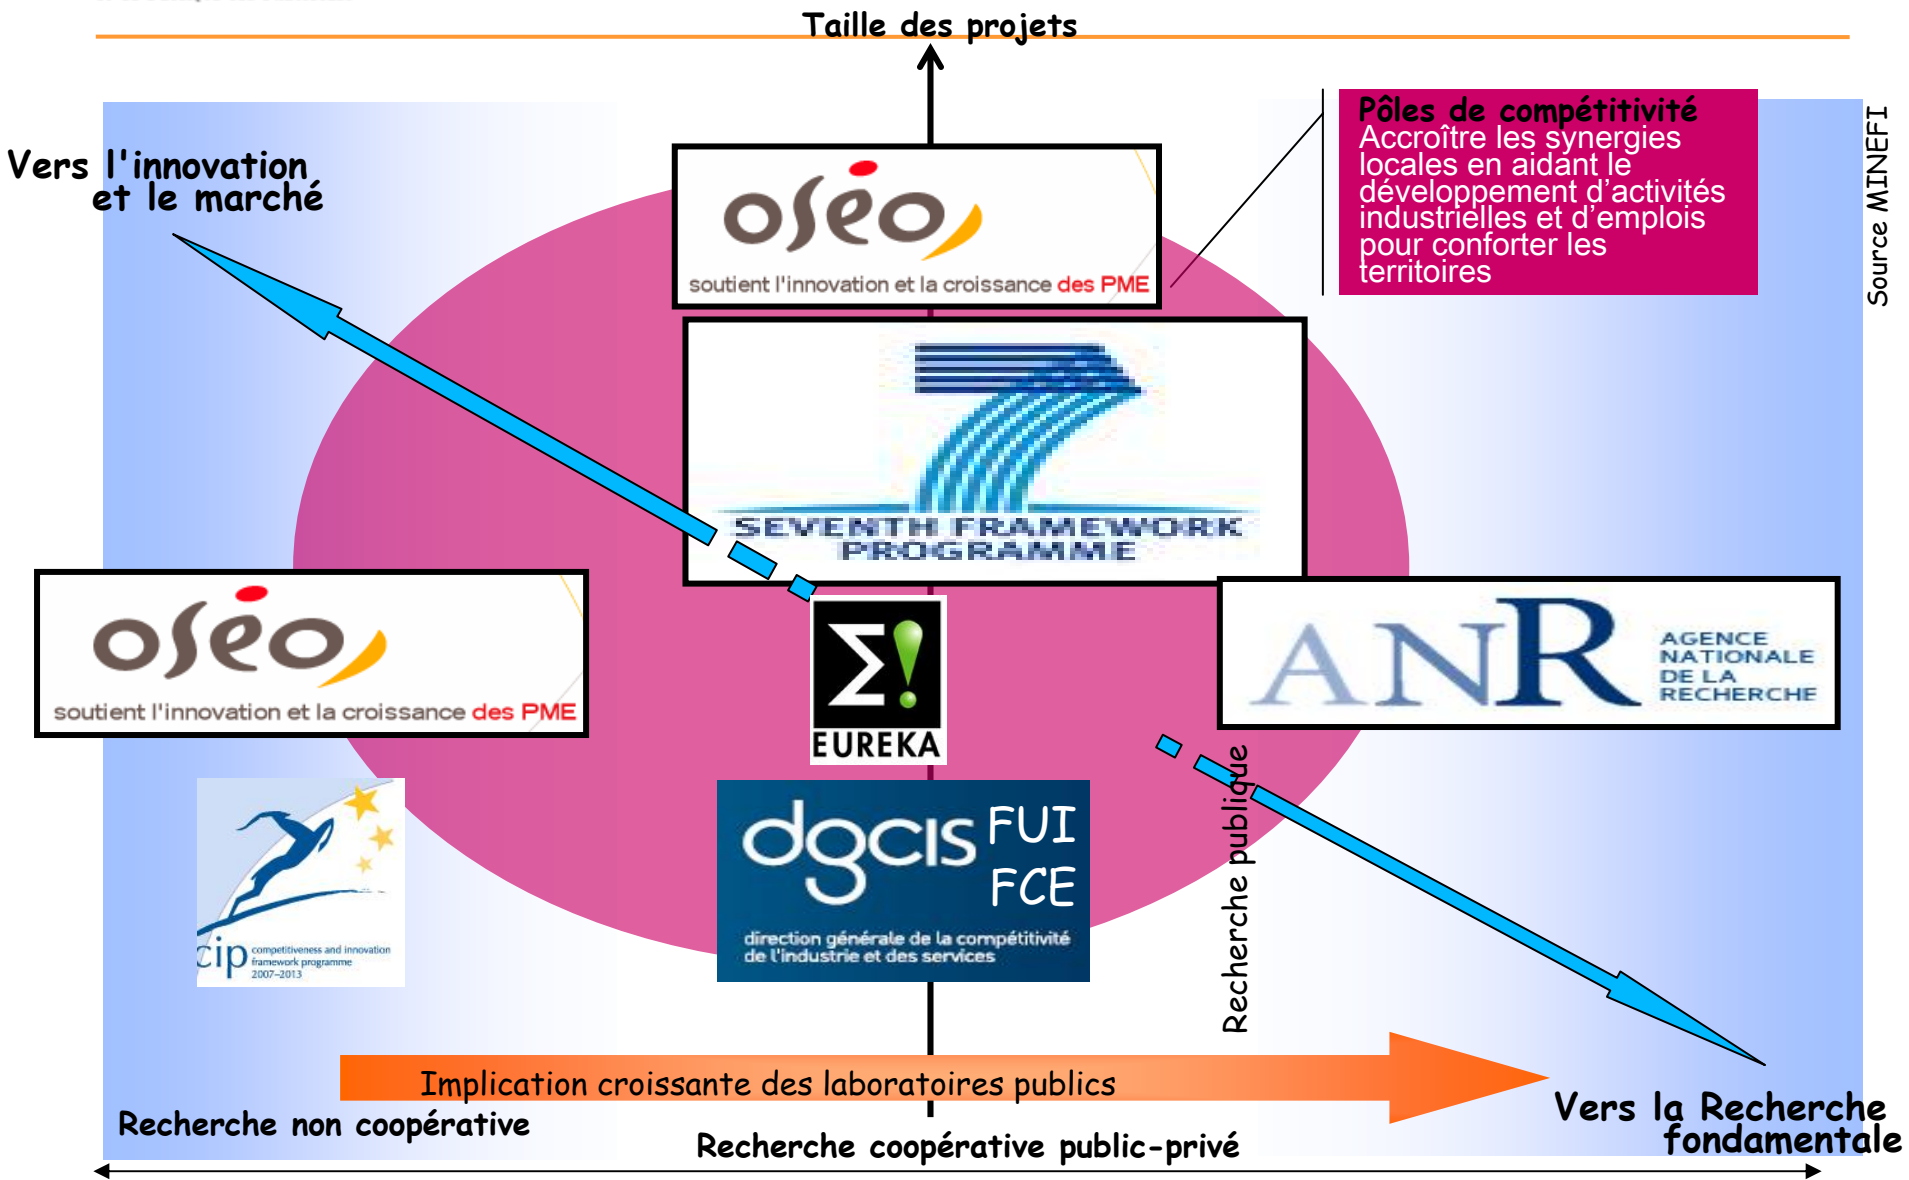 Taille des projets
Pôles de compétitivité
Accroître les synergies
locales en aidant le
développement d’activités
industrielles et d’emplois
pour conforter les
territoires
Source MINEFI
Vers l'innovation
et le marché
oséo
soutient l'innovation et la croissance des PME
SEVENTH FRAMEWORK
PROGRAMME
oséo
soutient l'innovation et la croissance des PME
EUREKA
ANR
AGENCE
NATIONALE
DE LA
RECHERCHE
cip
competitiveness and innovation
framework programme
2007–2013
dgcis
FUI
FCE
direction générale de la compétitivité
de l'industrie et des services
Recherche publique
Implication croissante des laboratoires publics
Recherche non coopérative
Recherche coopérative public-privé
Vers la Recherche
fondamentale